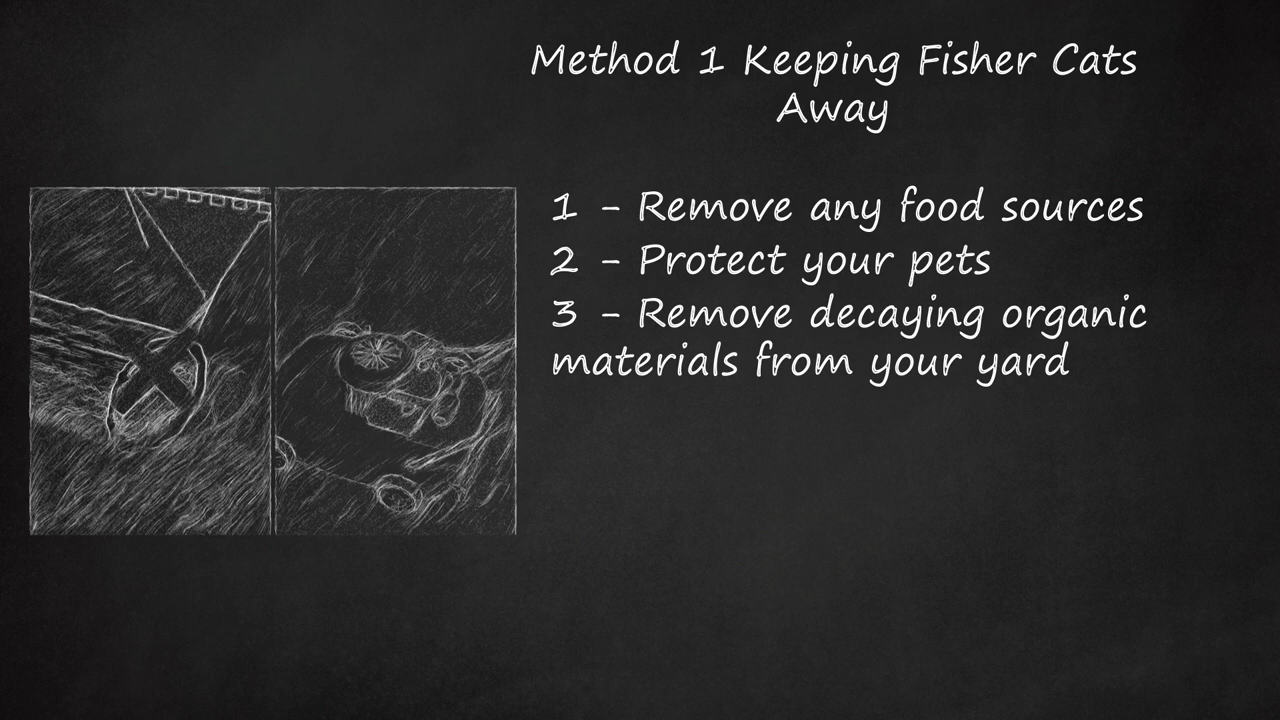 Method 1 Keeping Fisher Cats
Away
1 - Remove any food sources
2 - Protect your pets
3 - Remove decaying organic
materials from your yard